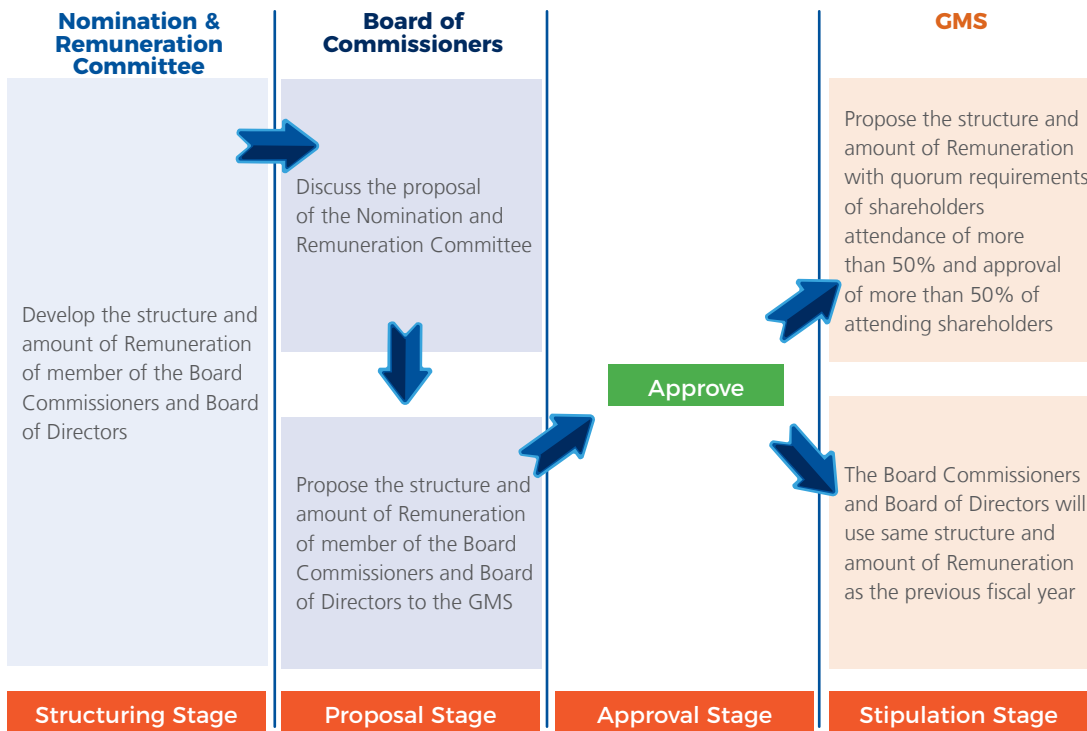 Nomination &
Remuneration
Committee
Develop the structure and
amount of Remuneration
of member of the Board
Commissioners and Board
of Directors
Structuring Stage
Board of
Commissioners
Discuss the proposal
of the Nomination and
Remuneration Committee
Propose the structure and
amount of Remuneration
of member of the Board
Commissioners and Board
of Directors to the GMS
Proposal Stage
Approve
Approval Stage
GMS
Propose the structure and
amount of Remuneration
with quorum requirements
of shareholders
attendance of more
than 50% and approval
of more than 50% of
attending shareholders
The Board Commissioners
and Board of Directors will
use same structure and
amount of Remuneration
as the previous fiscal year
Stipulation Stage